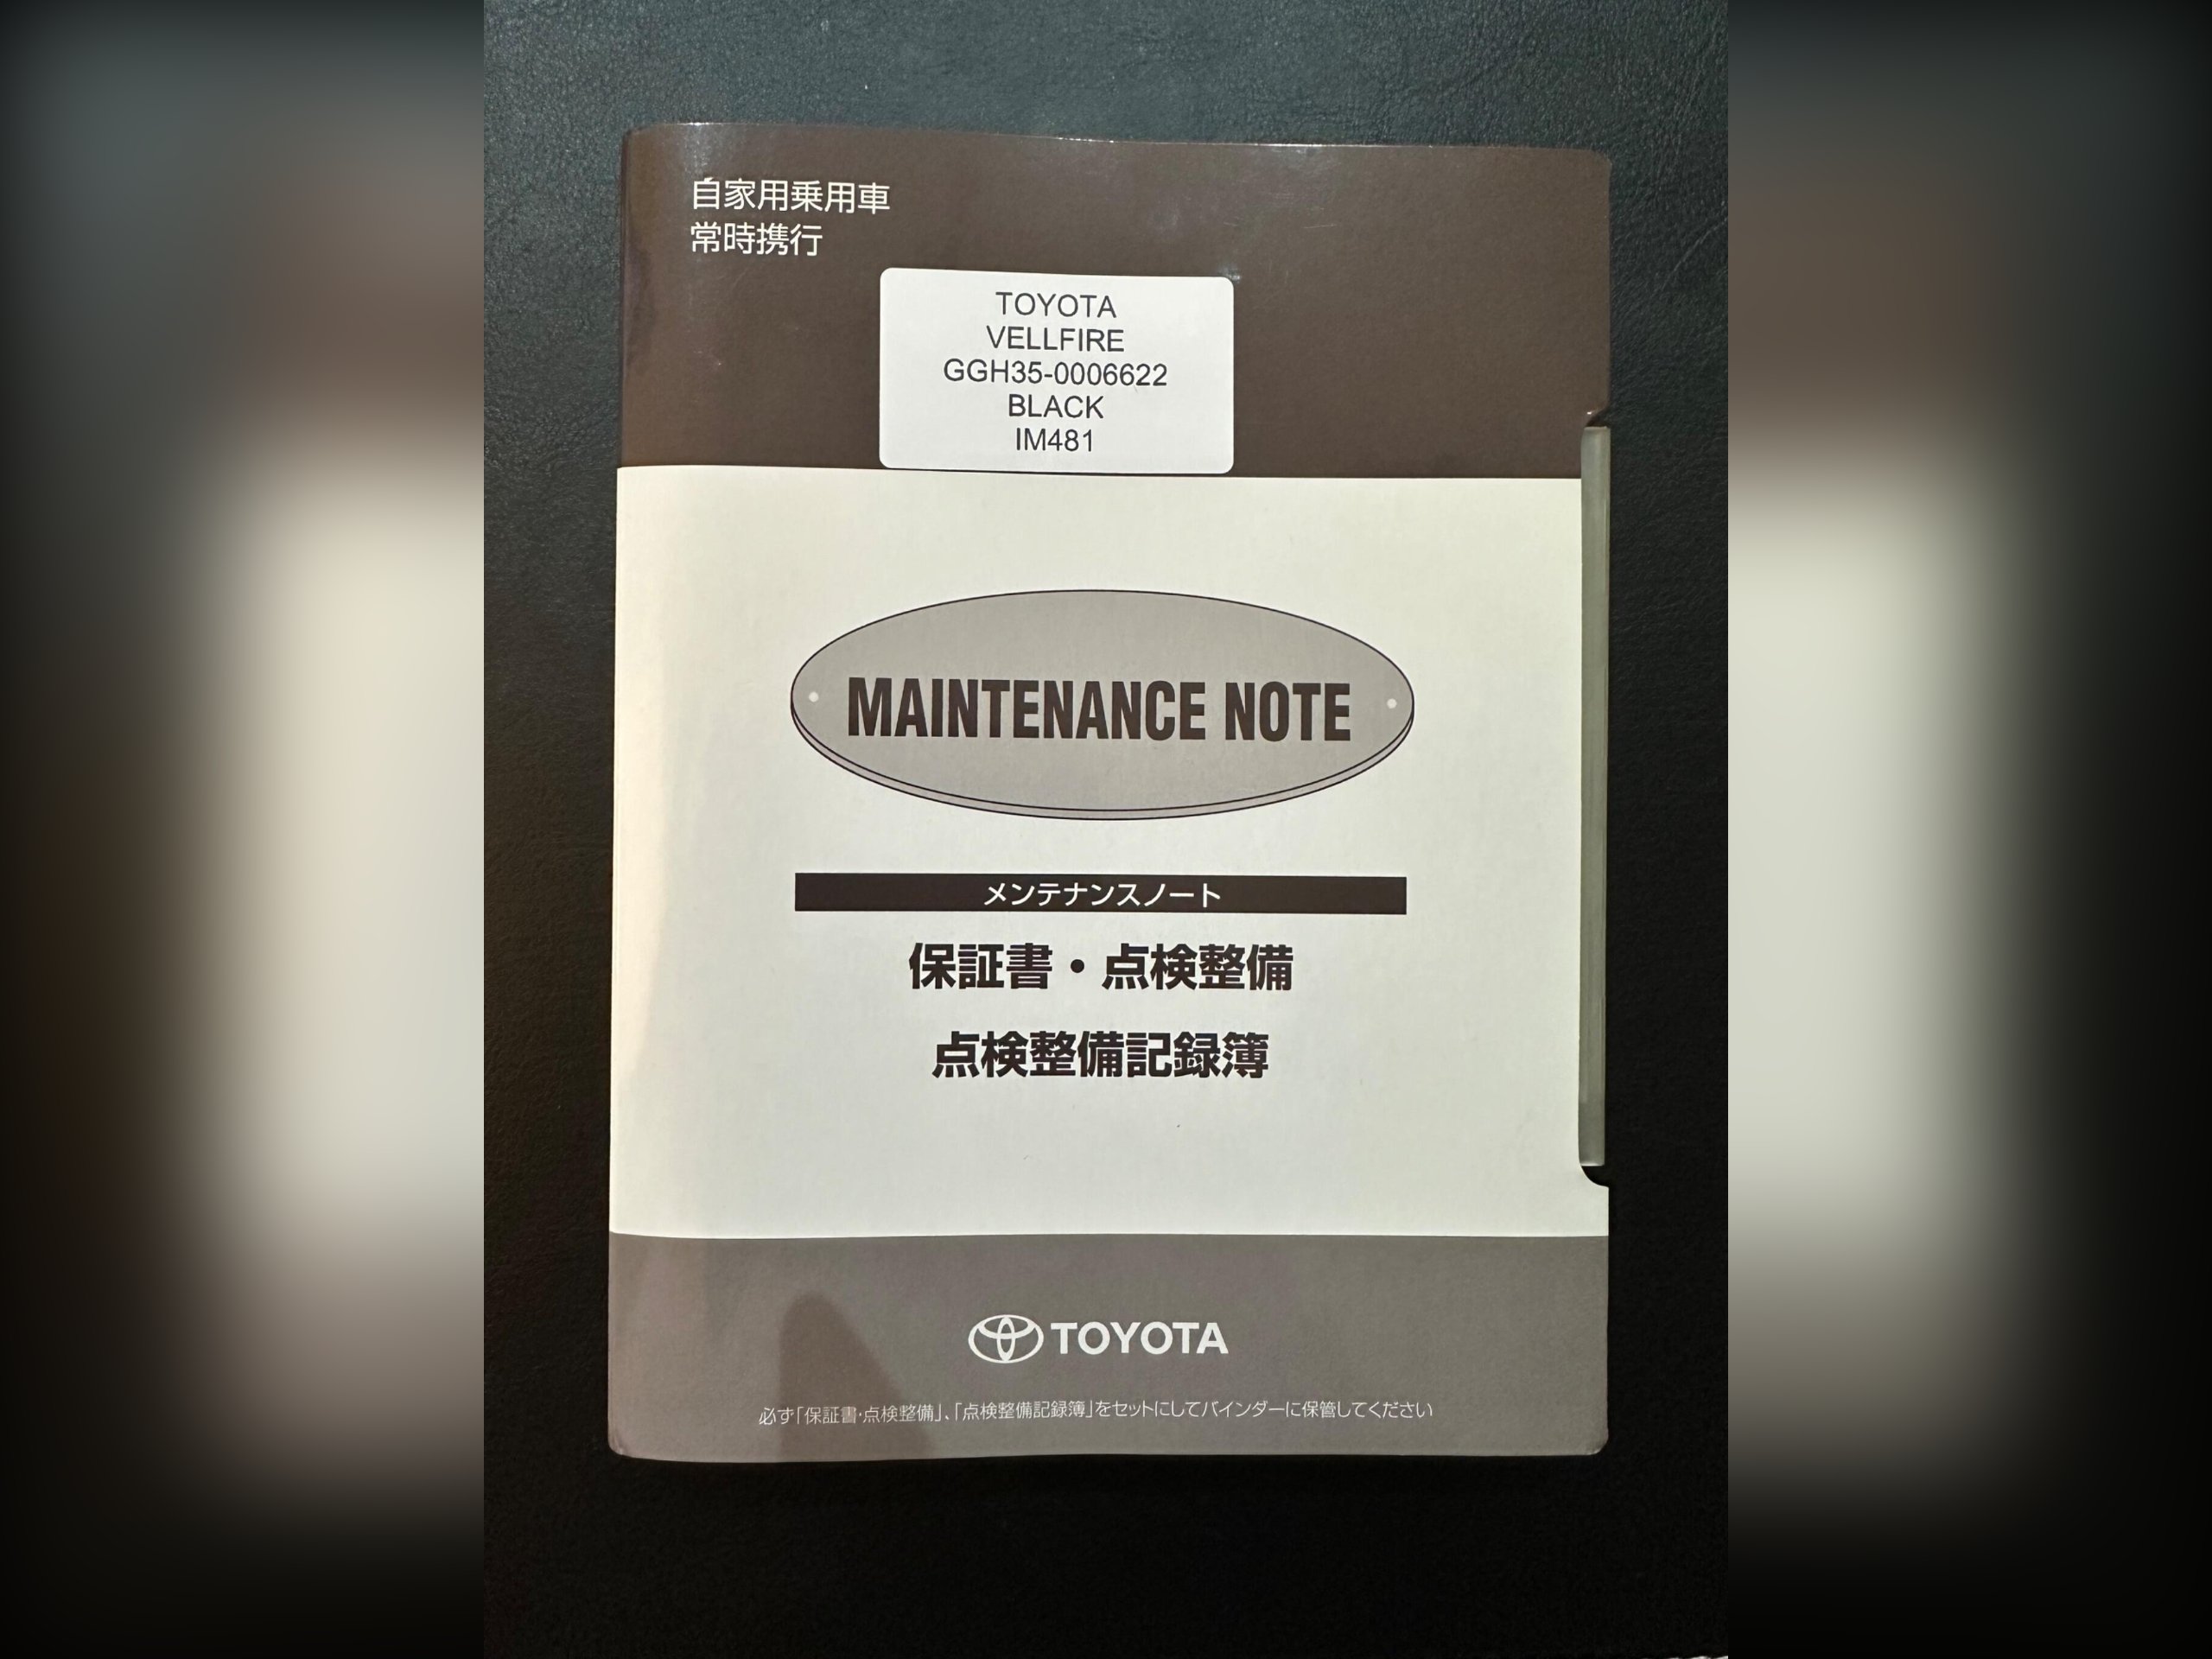 自家用乗用車
常時携行
TOYOTA
VELLFIRE
GGH35-0006622
BLACK
IM481
MAINTENANCE NOTE
メンテナンスノート
保証書・点検整備
点検整備記録簿
TOYOTA
必ず「保証書・点検整備」、「点検整備記録簿」をセットにしてバインダーに保管してください